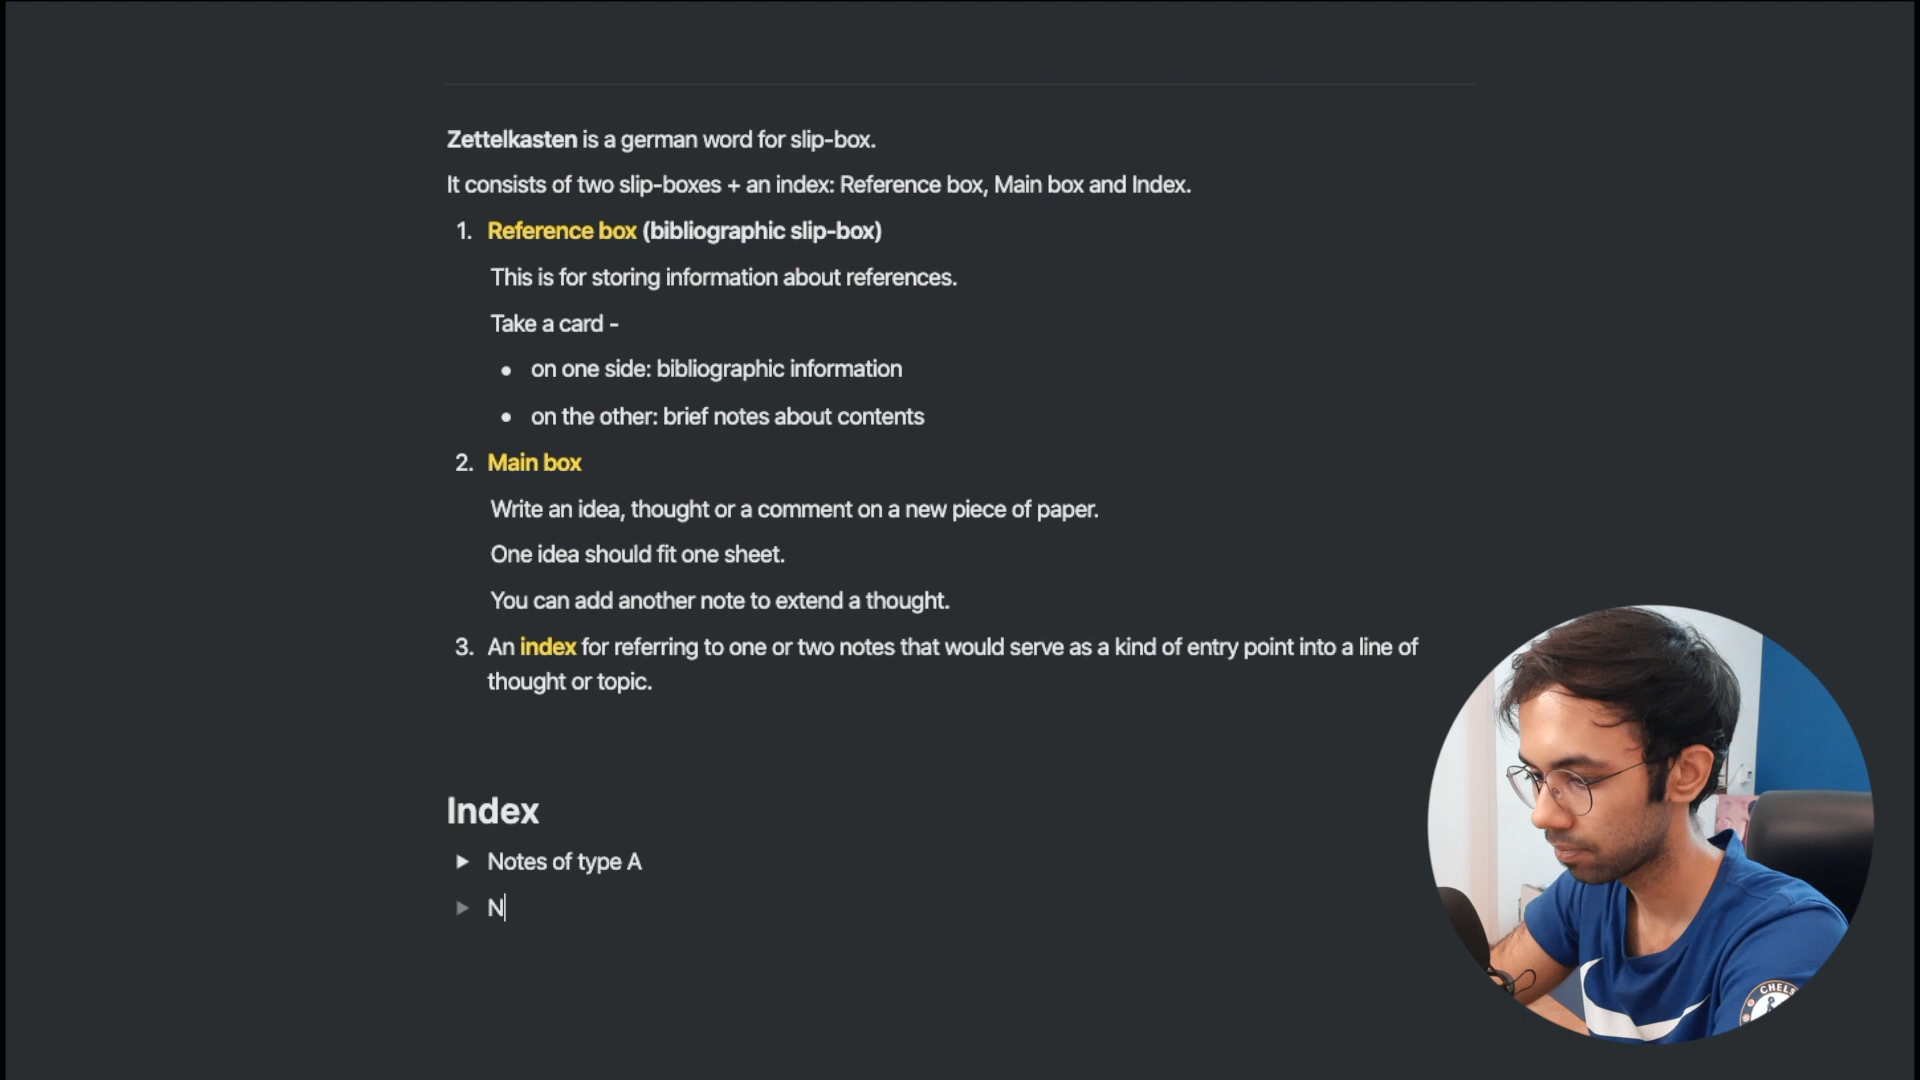 Zettelkasten is a german word for slip-box.
It consists of two slip-boxes + an index: Reference box, Main box and Index.
1. Reference box (bibliographic slip-box)
This is for storing information about references.
Take a card -
• on one side: bibliographic information
• on the other: brief notes about contents
2. Main box
Write an idea, thought or a comment on a new piece of paper.
One idea should fit one sheet.
You can add another note to extend a thought.
3. An index for referring to one or two notes that would serve as a kind of entry point into a line of
thought or topic.
Index
Notes of type A
N
CHELS